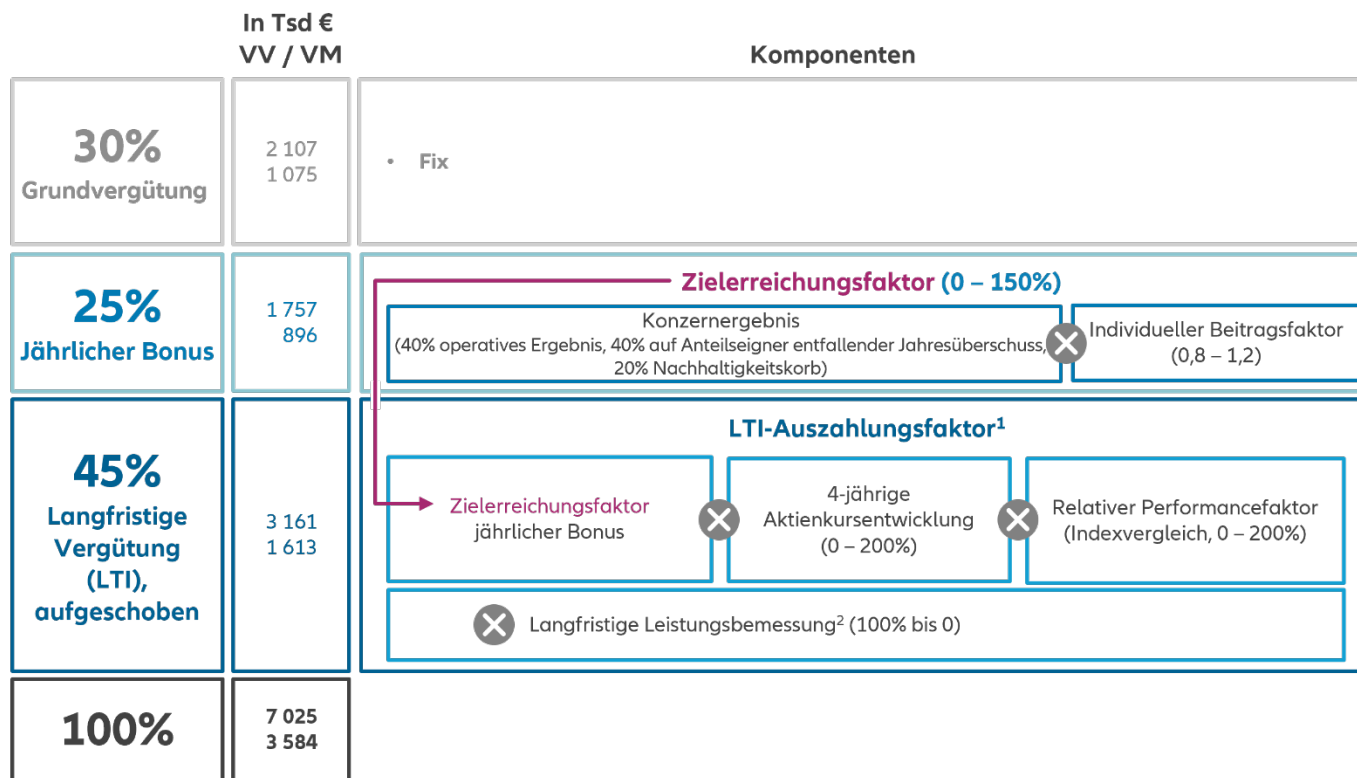 In Tsd €
VV / VM
Komponenten
30%
Grundvergütung
2 107
1 075
• Fix
25%
Jährlicher Bonus
1 757
896
Zielerreichungsfaktor (0 – 150%)
Konzernergebnis
(40% operatives Ergebnis, 40% auf Anteilseigner entfallender Jahresüberschuss,
20% Nachhaltigkeitskorb)
Individueller Beitragsfaktor
(0,8 – 1,2)
45%
Langfristige
Vergütung
(LTI),
aufgeschoben
3 161
1 613
LTI-Auszahlungsfaktor¹
Zielerreichungsfaktor
jährlicher Bonus
4-jährige
Aktienkursentwicklung
(0 – 200%)
Relativer Performancefaktor
(Indexvergleich, 0 – 200%)
Langfristige Leistungsbemessung² (100% bis 0)
100%
7 025
3 584